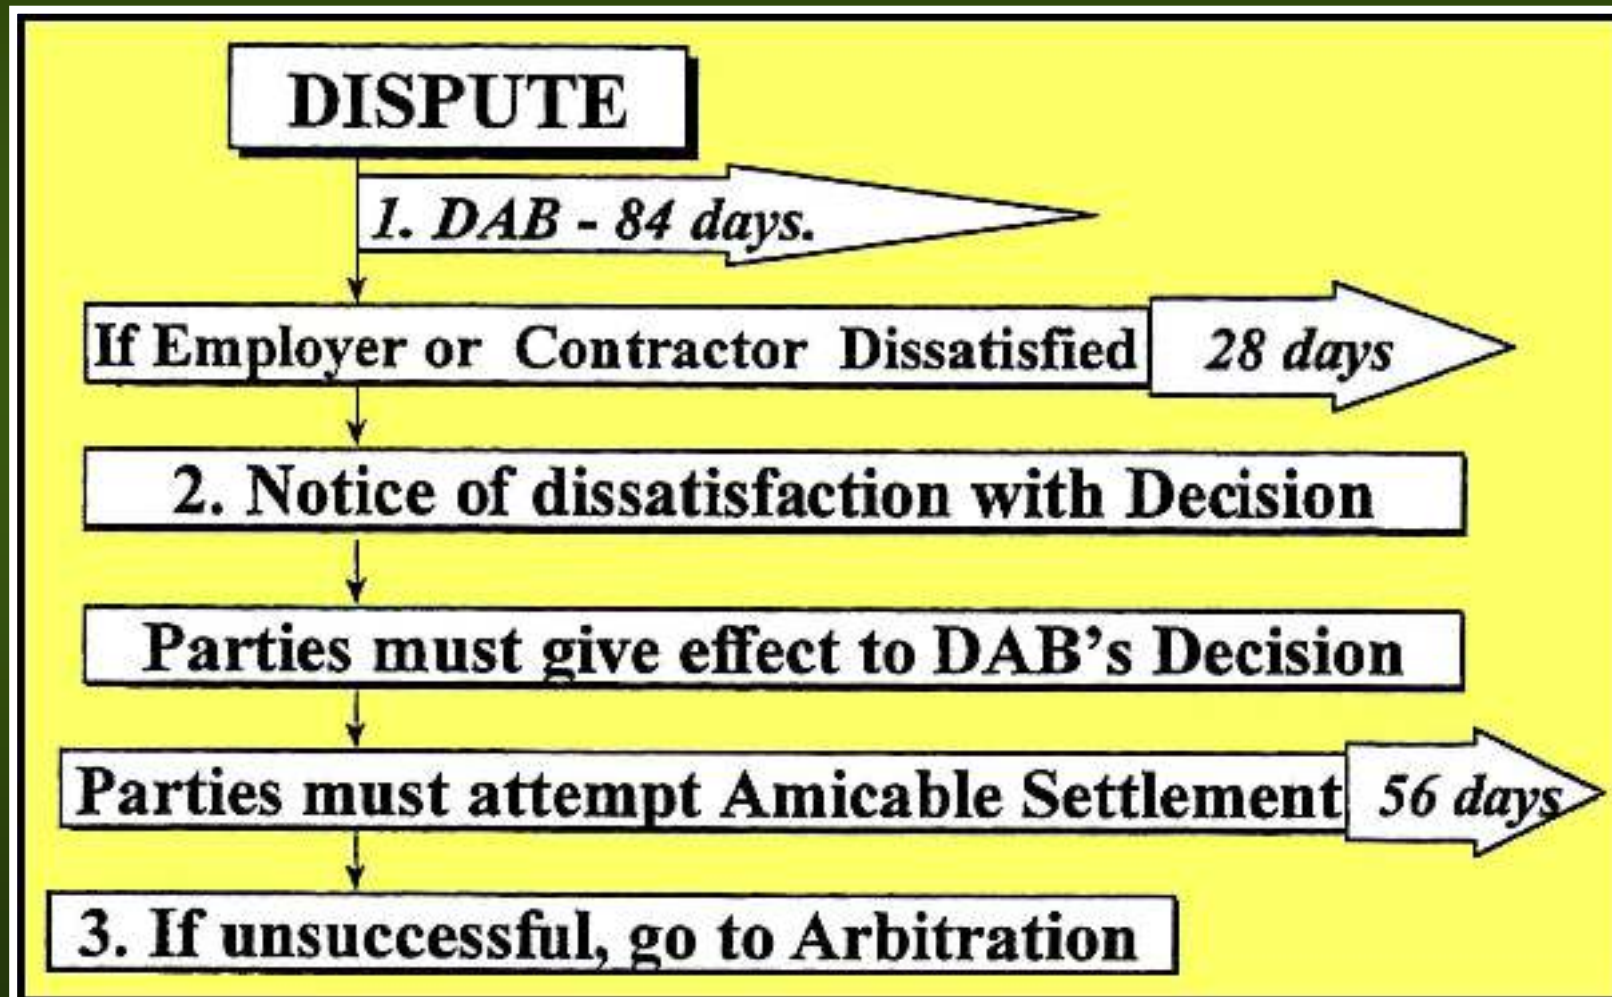 DISPUTE
1. DAB - 84 days.
If Employer or Contractor Dissatisfied
28 days
2. Notice of dissatisfaction with Decision
Parties must give effect to DAB's Decision
Parties must attempt Amicable Settlement
56 days
3. If unsuccessful, go to Arbitration